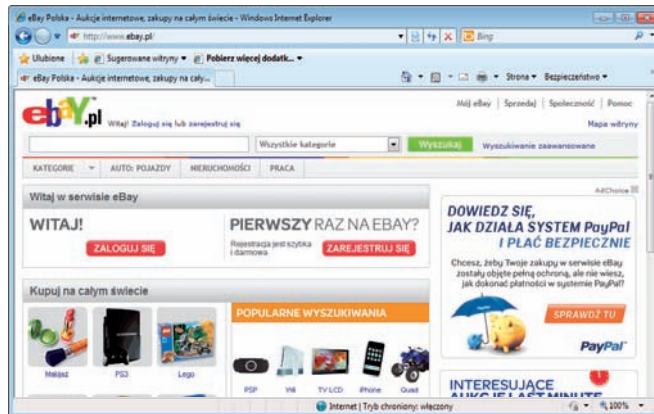 eBay Polska - Aukcje internetowe, zakupy na całym świecie - Windows Internet Explorer
http://www.ebay.pl/
Bing
Ulubione Sugerowane witryny Pobierz więcej dodatk...
eBay Polska - Aukcje internetowe, zakupy na cały...
Strona Bezpieczeństwo
ebay.pl
Witaj! Zaloguj się lub zarejestruj się
Mój eBay | Sprzedaj | Społeczność | Pomoc
Mapa witryny
Wszystkie kategorie
Wyszukaj
Wyszukiwanie zaawansowane
KATEGORIE AUTO: POJAZDY NIERUCHOMOŚCI PRACA
Witaj w serwisie eBay
WITAJ!
ZALOGUJ SIĘ
PIERWSZY RAZ NA EBAY?
Rejestracja jest szybka
i darmowa
ZAREJESTRUJ SIĘ
Kupuj na całym świecie
Makijaż
PS3
Lego
POPULARNE WYSZUKIWANIA
PSP
Wii
TV LCD
iPhone
Quad
AdChoice
DOWIEDZ SIĘ,
JAK DZIAŁA SYSTEM PayPal
I PŁAĆ BEZPIECZNIE
Chcesz, żeby Twoje zakupy w serwisie eBay
zostały objęte pełną ochroną, ale nie wiesz,
jak dokonać płatności w systemie PayPal?
SPRAWDŹ TU
PayPal
INTERESUJĄCE
AUKCJE LAST MINUTE
Internet | Tryb chroniony: włączony
100%